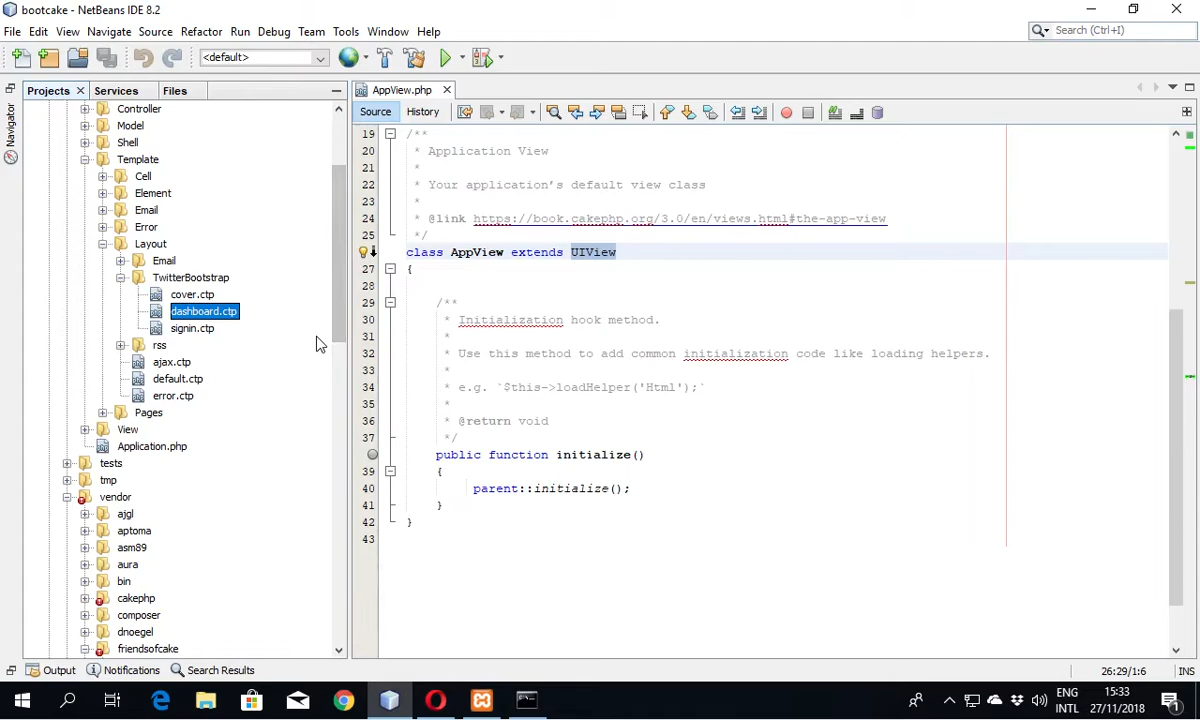 bootcake - NetBeans IDE 8.2
File Edit View Navigate Source Refactor Run Debug Team Tools Window Help
Search (Ctrl+I)
<default>
Projects Services Files
AppView.php
Source History
Navigator
Controller
Model
Shell
Template
Cell
Element
Email
Error
Layout
Email
TwitterBootstrap
cover.ctp
dashboard.ctp
signin.ctp
rss
ajax.ctp
default.ctp
error.ctp
Pages
View
Application.php
tests
tmp
vendor
ajgl
aptoma
asm89
aura
bin
cakephp
composer
dnoegel
friendsofcake
19 /**
20 * Application View
21 *
22 * Your application's default view class
23 *
24 * @link https://book.cakephp.org/3.0/en/views.html#the-app-view
25 */
class AppView extends UIView
27 {
28
29 /**
30 * Initialization hook method.
31 *
32 * Use this method to add common initialization code like loading helpers.
33 *
34 * e.g. `$this->loadHelper('Html');`
35 *
36 * @return void
37 */
public function initialize()
39 {
40 parent::initialize();
41 }
42 }
43
Output Notifications Search Results
26:29/1:6 INS
ENG 15:33
INTL 27/11/2018
1